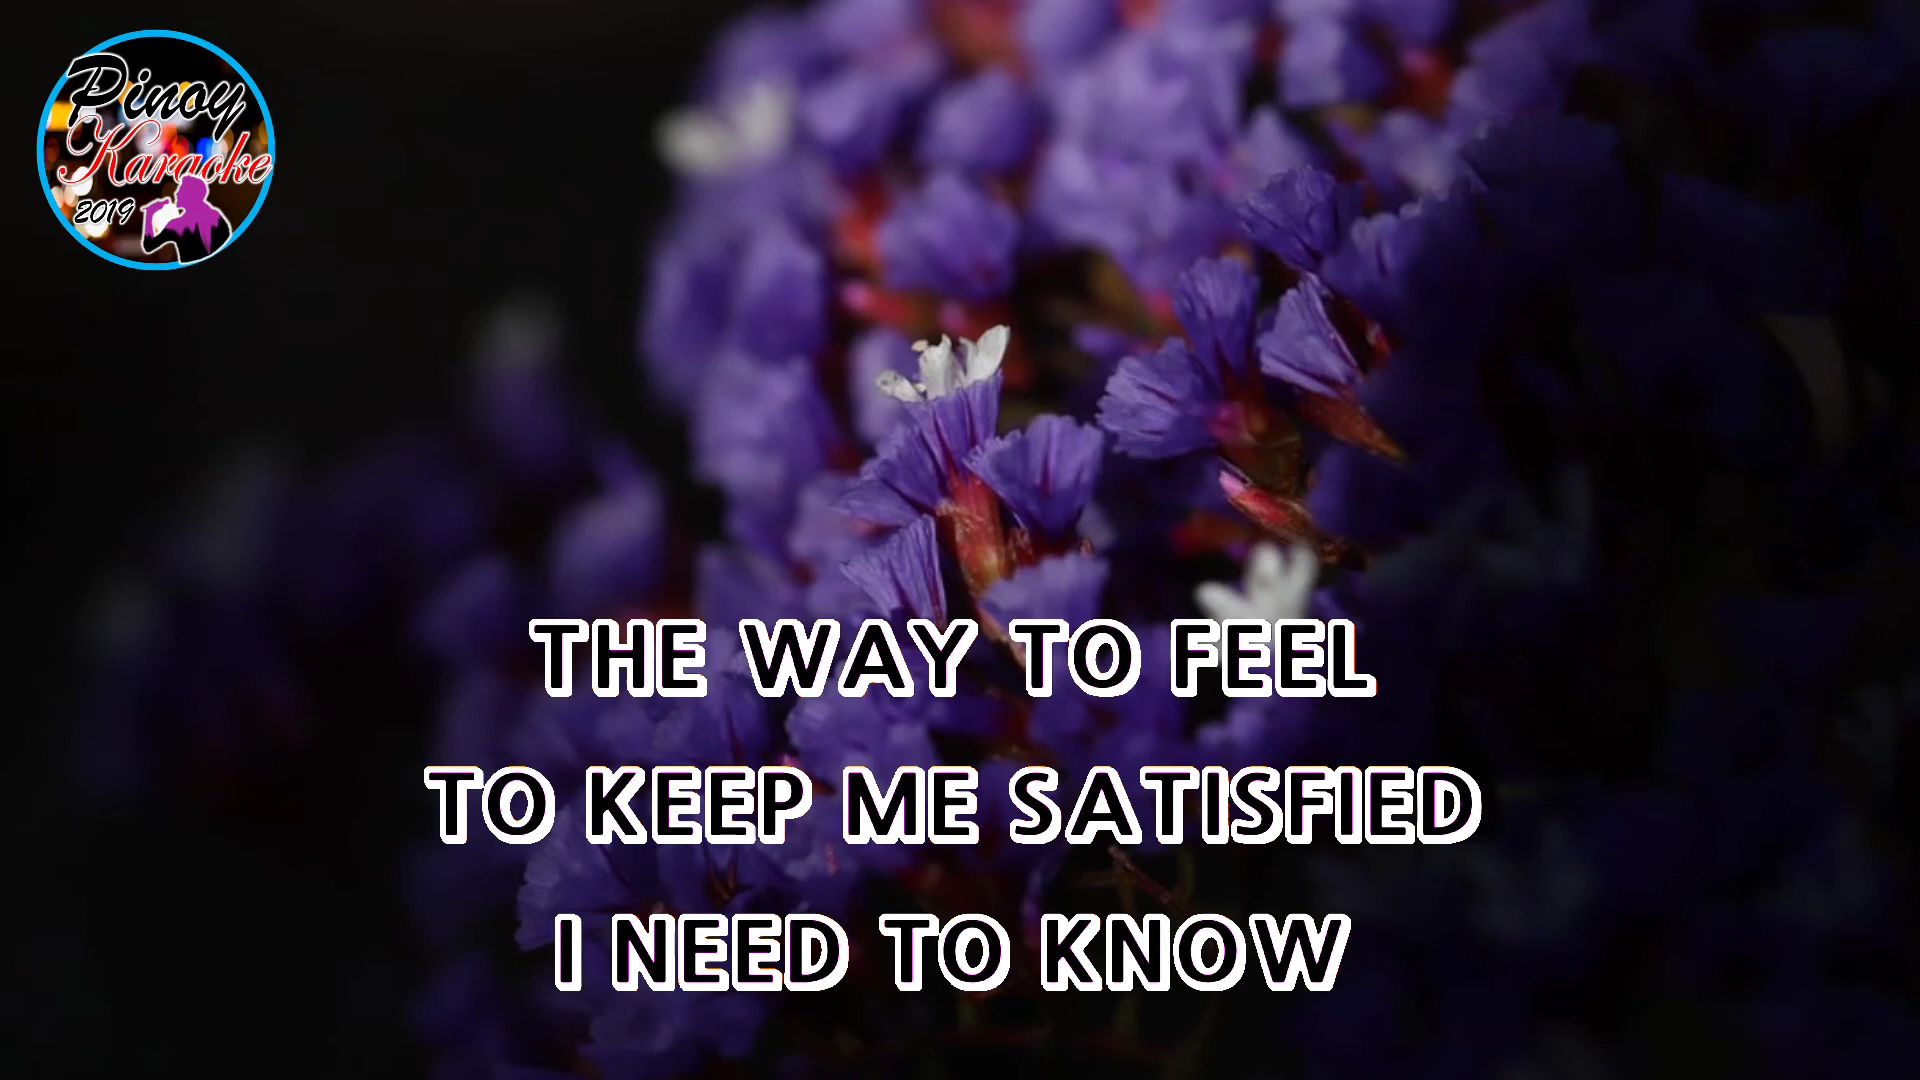 Pinoy
Karaoke
2019
THE WAY TO FEEL
TO KEEP ME SATISFIED
I NEED TO KNOW